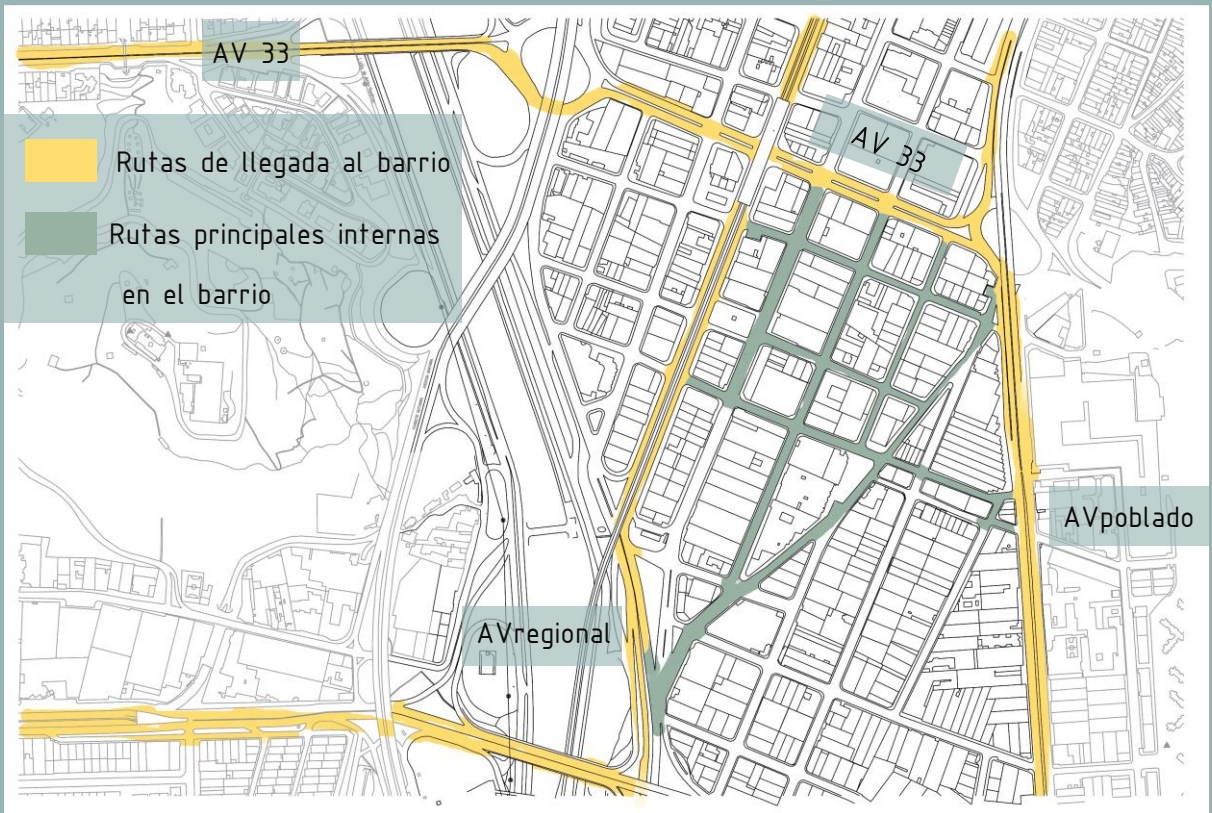 AV 33
AV 33
Rutas de llegada al barrio
Rutas principales internas
en el barrio
AVpoblado
AVregional